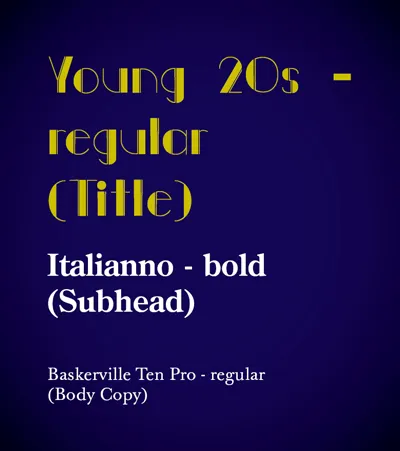 Young 20s -
regular
(Title)
Italianno - bold
(Subhead)
Baskerville Ten Pro - regular
(Body Copy)